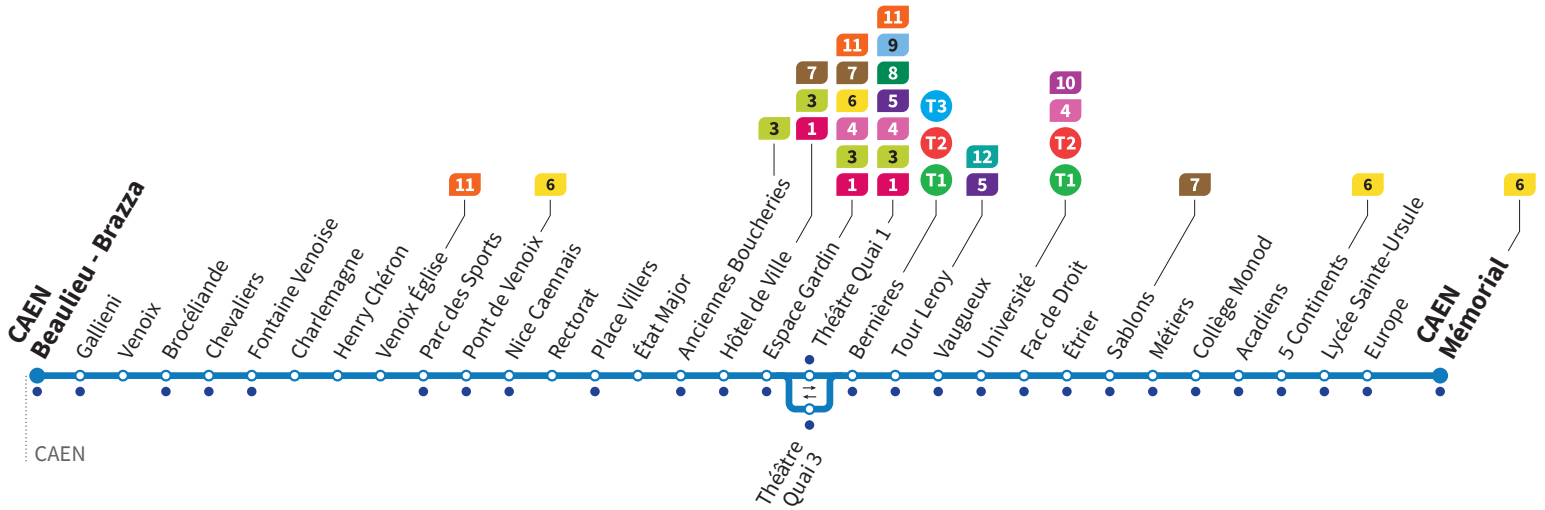 CAEN
Beaulieu - Brazza
Gallieni
Venoix
Brocéliande
Chevaliers
Fontaine Venoise
Charlemagne
Henry Chéron
Venoix Église
11
Parc des Sports
Pont de Venoix
6
Nice Caennais
Rectorat
Place Villers
État Major
Anciennes Boucheries
3
Hôtel de Ville
7
3
1
Espace Gardin
11
7
6
4
3
1
Théâtre Quai 1
11
9
8
5
4
3
1
Théâtre
Quai 3
Bernières
T3
T2
T1
Tour Leroy
12
5
Vaugueux
Université
10
4
T2
T1
Fac de Droit
Étrier
Sablons
7
Métiers
Collège Monod
Acadiens
5 Continents
6
Lycée Sainte-Ursule
Europe
CAEN
Mémorial
6
CAEN